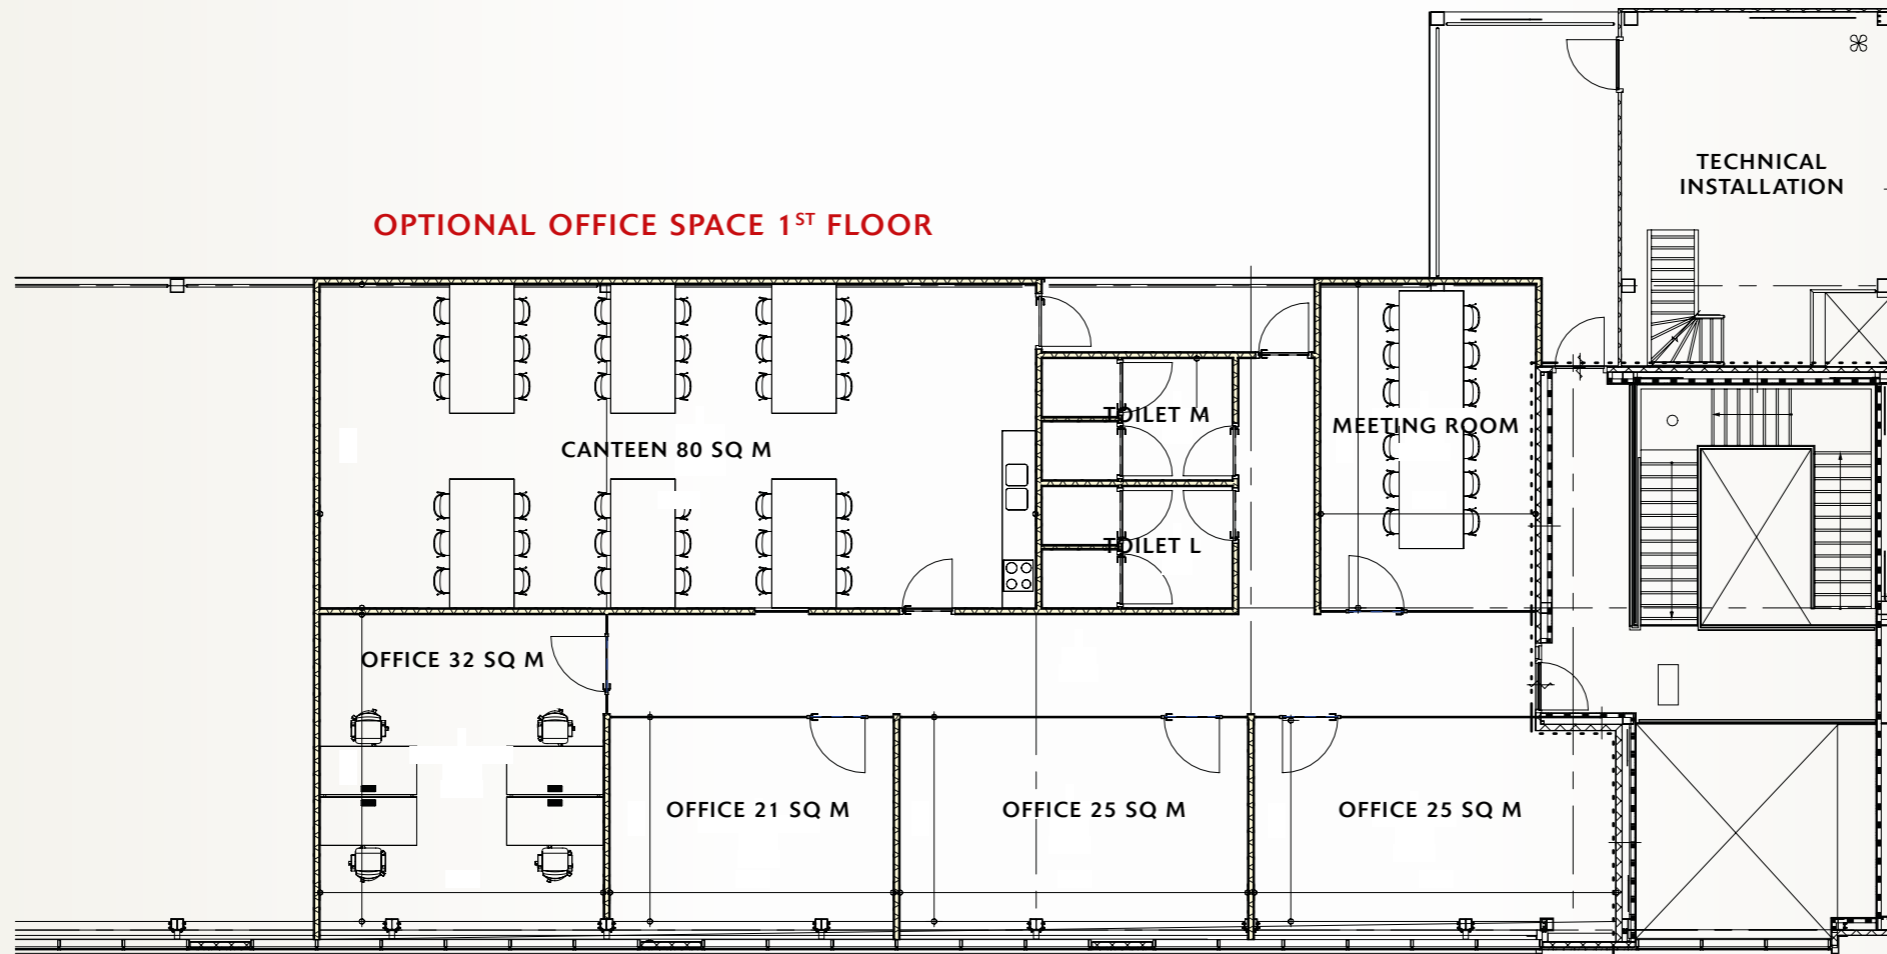 TECHNICAL
INSTALLATION
OPTIONAL OFFICE SPACE 1ST FLOOR
TOILET M
MEETING ROOM
CANTEEN 80 SQ M
TOILET L
OFFICE 32 SQ M
OFFICE 21 SQ M
OFFICE 25 SQ M
OFFICE 25 SQ M